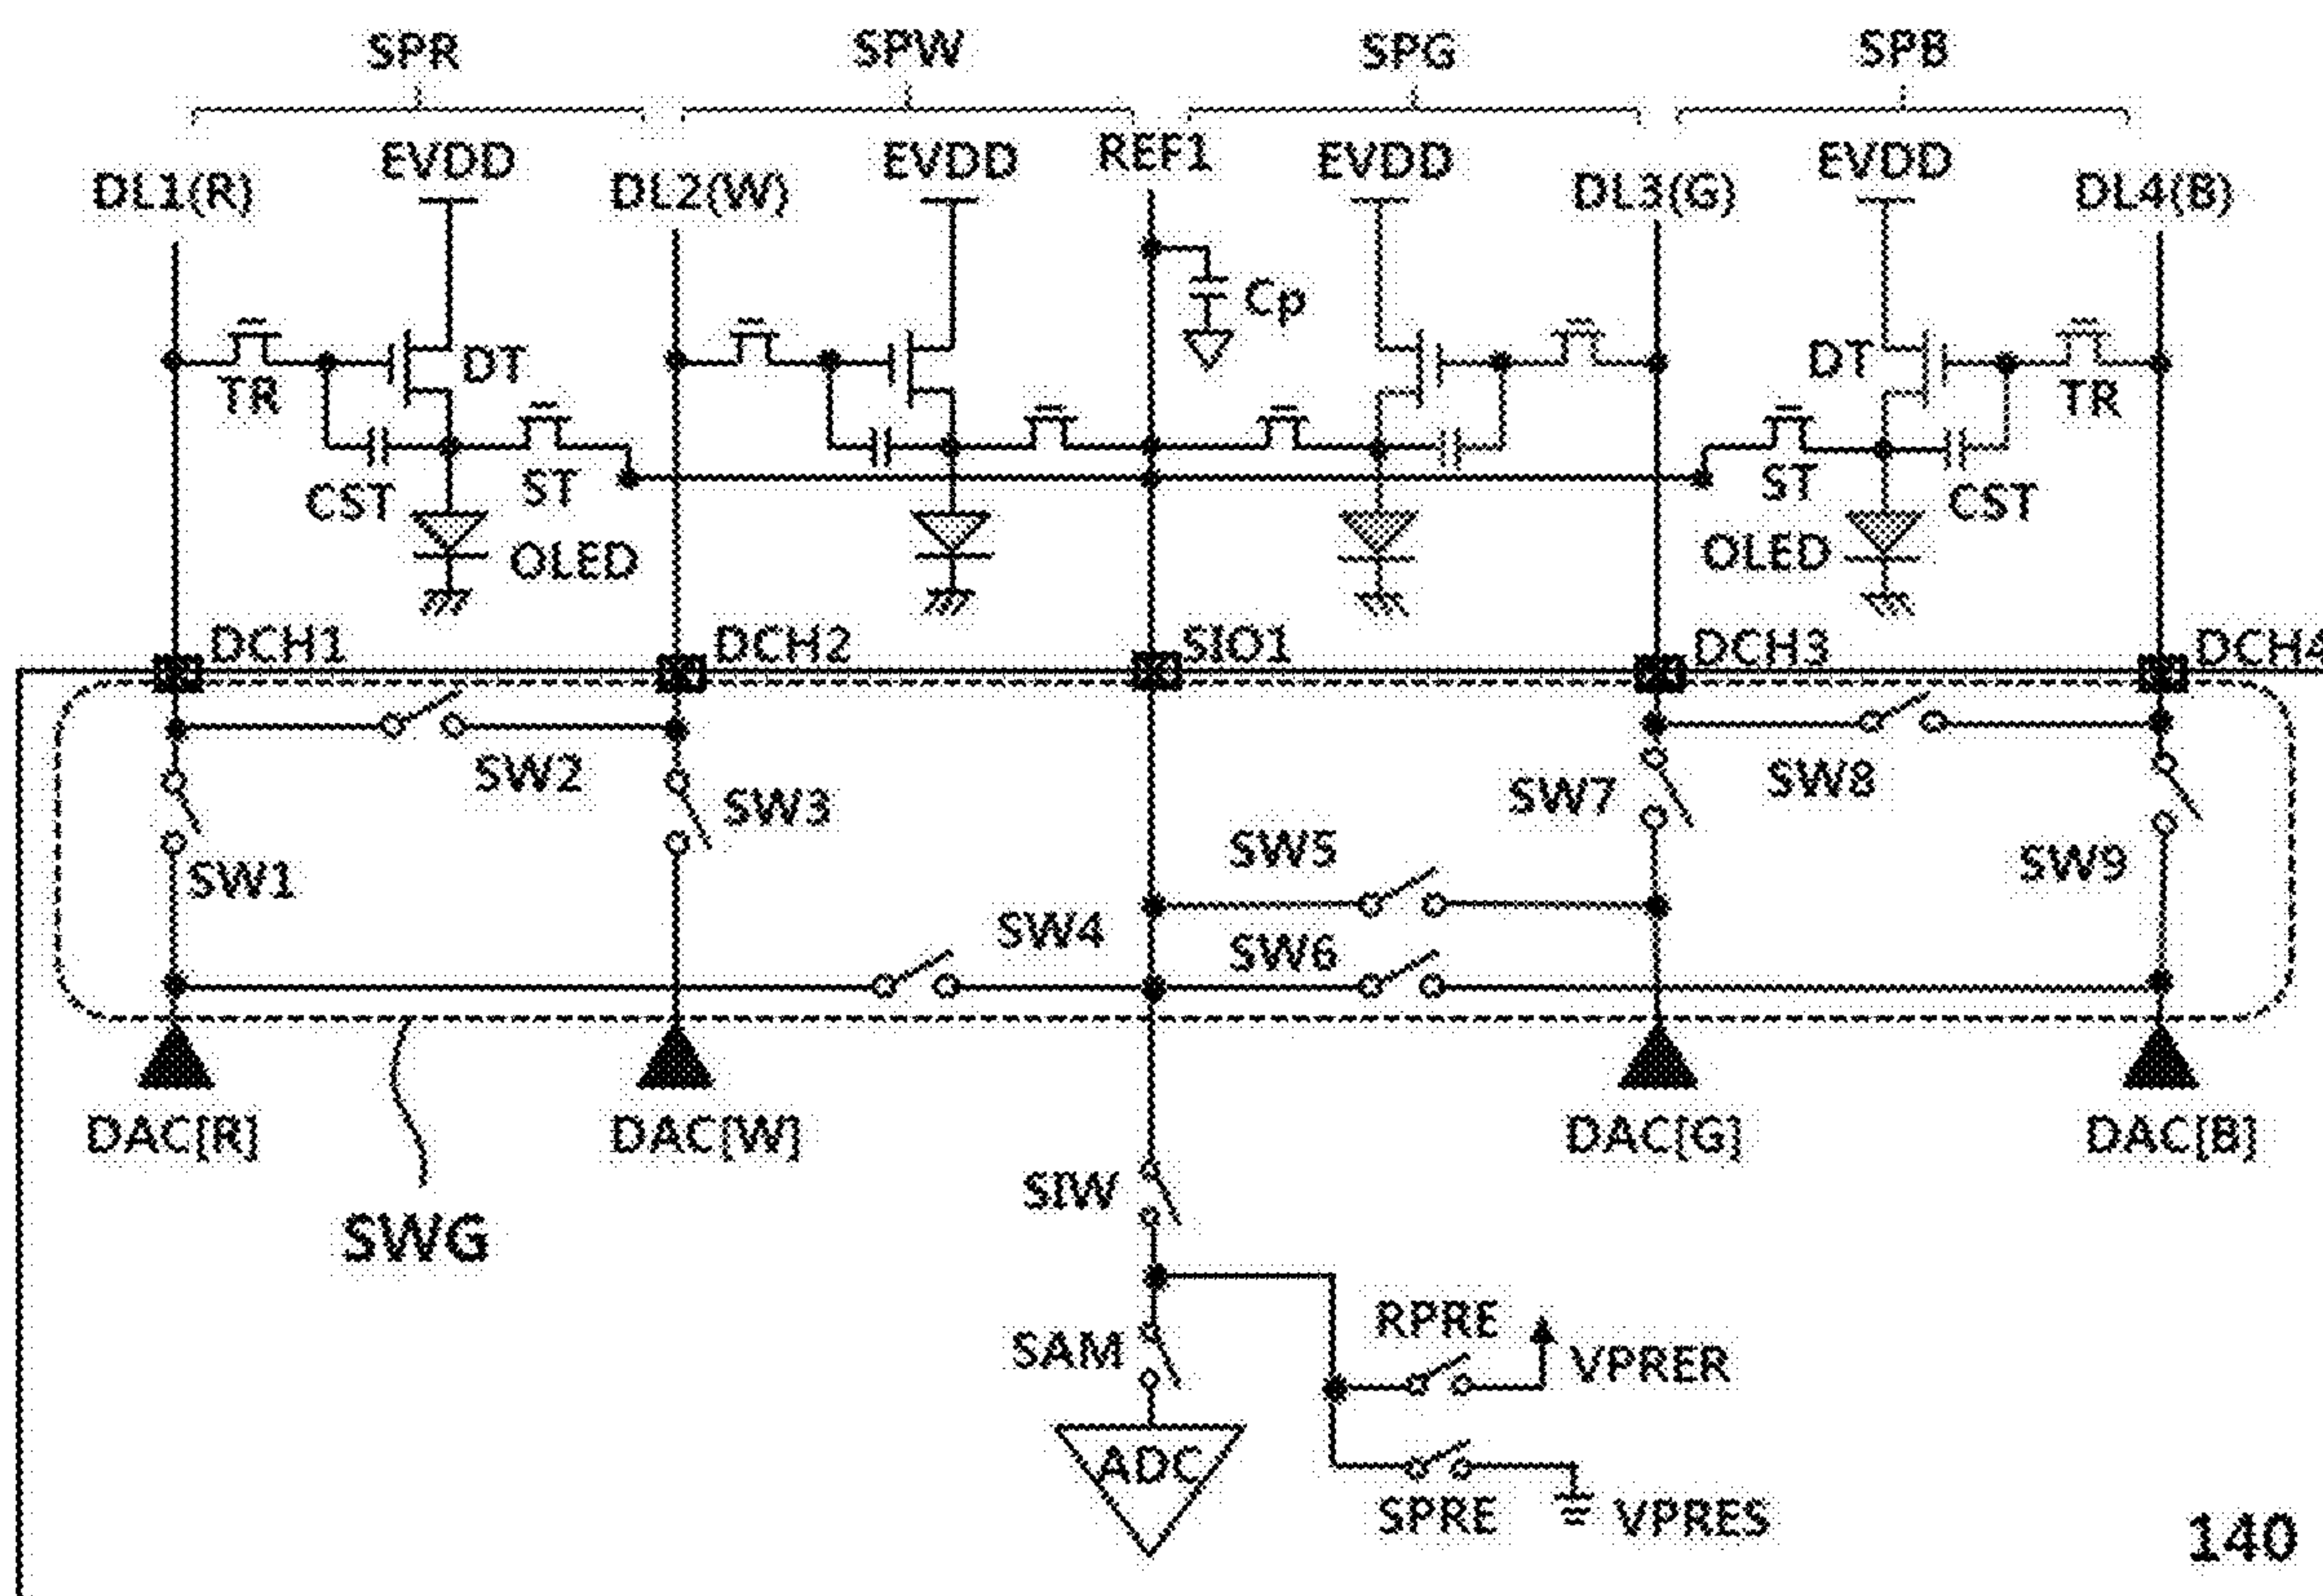 SPR SPW SPG SPB
EVDD EVDD REF1 EVDD EVDD
DL1(R) DL2(W) DL3(G) DL4(B)
Cp
DT DT
TR TR
ST ST
CST CST
OLED OLED
DCH1 DCH2 SIO1 DCH3 DCH4
SW2 SW3 SW7 SW8
SW1 SW5 SW9
SW4 SW6
DAC[R] DAC[W] DAC[G] DAC[B]
SIW
SWG
RPRE
SAM VPRER
ADC
SPRE VPRES
140